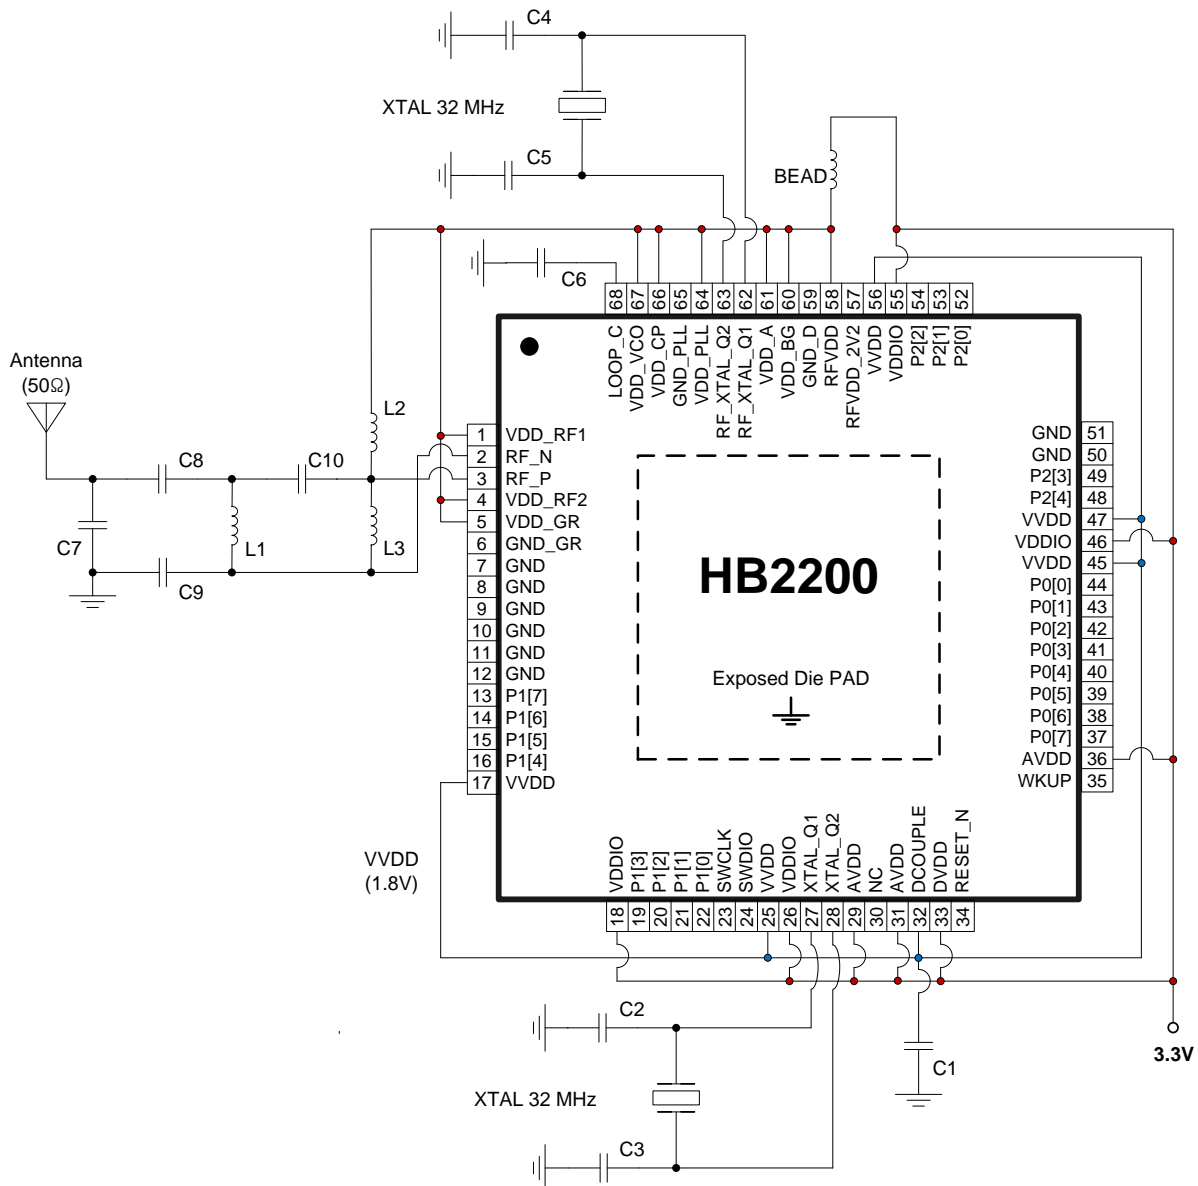 C4
XTAL 32 MHz
C5
BEAD
C6
68 67 66 65 64 63 62 61 60 59 58 57 56 55 54 53 52
LOOP_C
VDD_VCO
VDD_CP
GND_PLL
VDD_PLL
RF_XTAL_Q2
RF_XTAL_Q1
VDD_A
VDD_BG
GND_D
RFVDD
RFVDD_2V2
VVDD
VDDIO
P2[2]
P2[1]
P2[0]
Antenna
(50Ω)
L2
C8
C10
C7
L1
L3
C9
1 VDD_RF1
2 RF_N
3 RF_P
4 VDD_RF2
5 VDD_GR
6 GND_GR
7 GND
8 GND
9 GND
10 GND
11 GND
12 GND
13 P1[7]
14 P1[6]
15 P1[5]
16 P1[4]
17 VVDD
HB2200
Exposed Die PAD
GND 51
GND 50
P2[3] 49
P2[4] 48
VVDD 47
VDDIO 46
VVDD 45
P0[0] 44
P0[1] 43
P0[2] 42
P0[3] 41
P0[4] 40
P0[5] 39
P0[6] 38
P0[7] 37
AVDD 36
WKUP 35
VVDD
(1.8V)
VDDIO
P1[3]
P1[2]
P1[1]
P1[0]
SWCLK
SWDIO
VVDD
VDDIO
XTAL_Q1
XTAL_Q2
AVDD
NC
AVDD
DCOUPLE
DVDD
RESET_N
18 19 20 21 22 23 24 25 26 27 28 29 30 31 32 33 34
C2
XTAL 32 MHz
C3
C1
3.3V